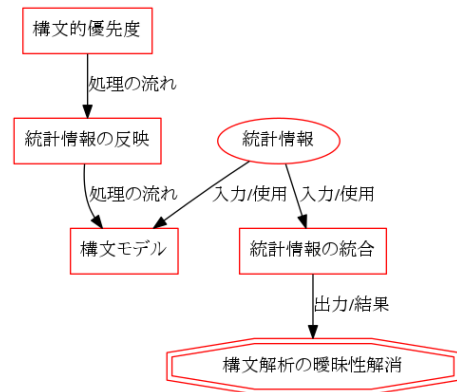 構文的優先度
処理の流れ
統計情報の反映
統計情報
処理の流れ
入力/使用
入力/使用
構文モデル
統計情報の統合
出力/結果
構文解析の曖昧性解消